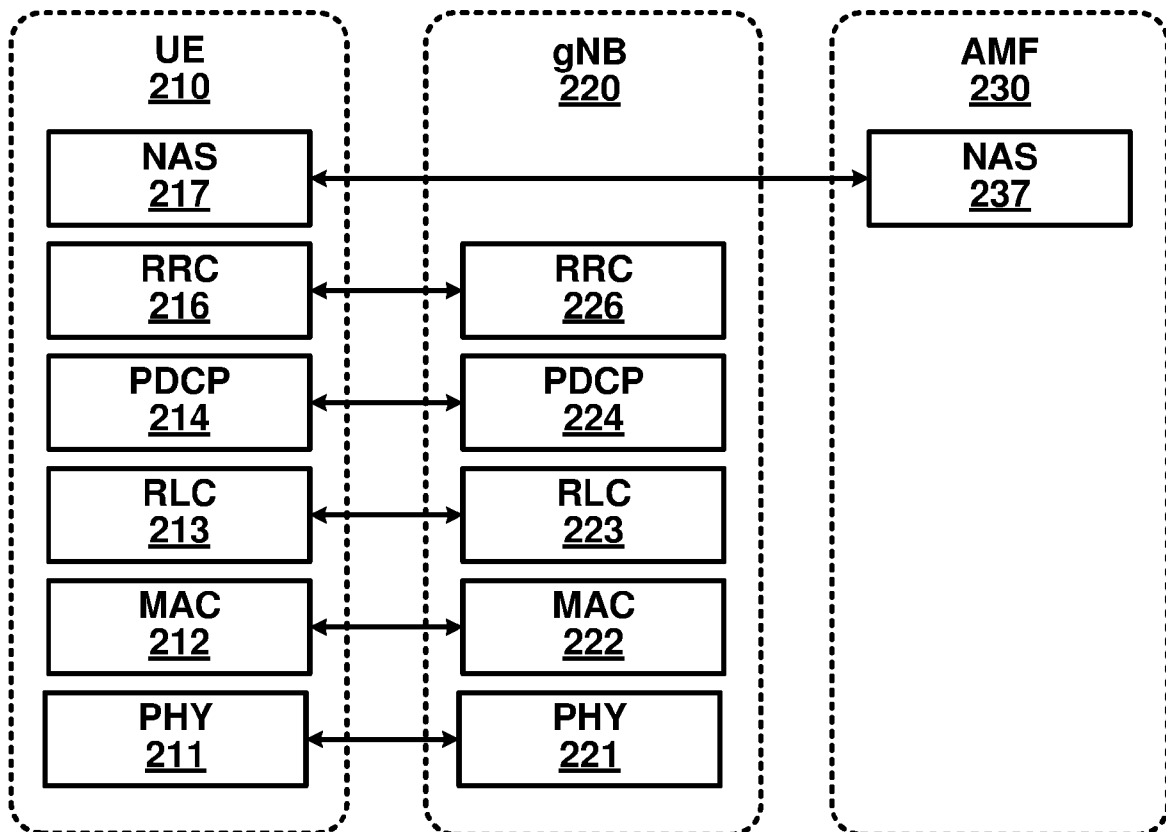 UE
210
gNB
220
AMF
230
NAS
217
NAS
237
RRC
216
RRC
226
PDCP
214
PDCP
224
RLC
213
RLC
223
MAC
212
MAC
222
PHY
211
PHY
221